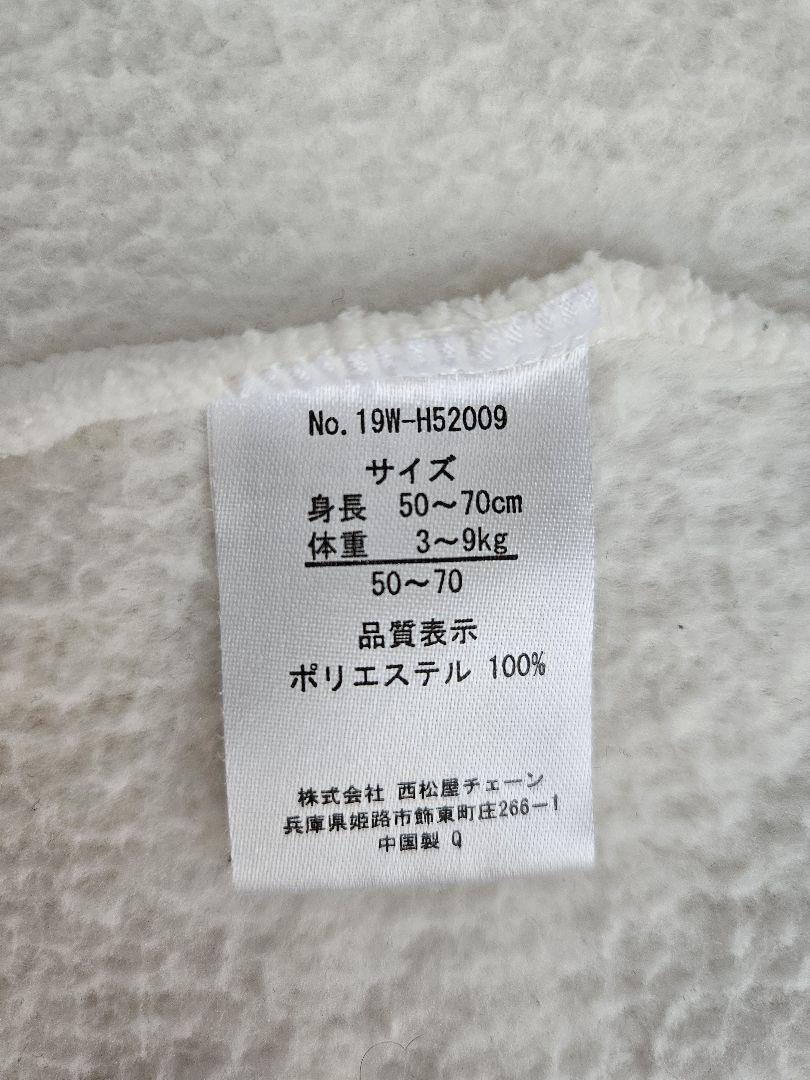 No.19W-H52009
サイズ
身長 50～70cm
体重 3～9kg
50～70
品質表示
ポリエステル 100%
株式会社 西松屋チェーン
兵庫県姫路市飾東町庄266－1
中国製 Q